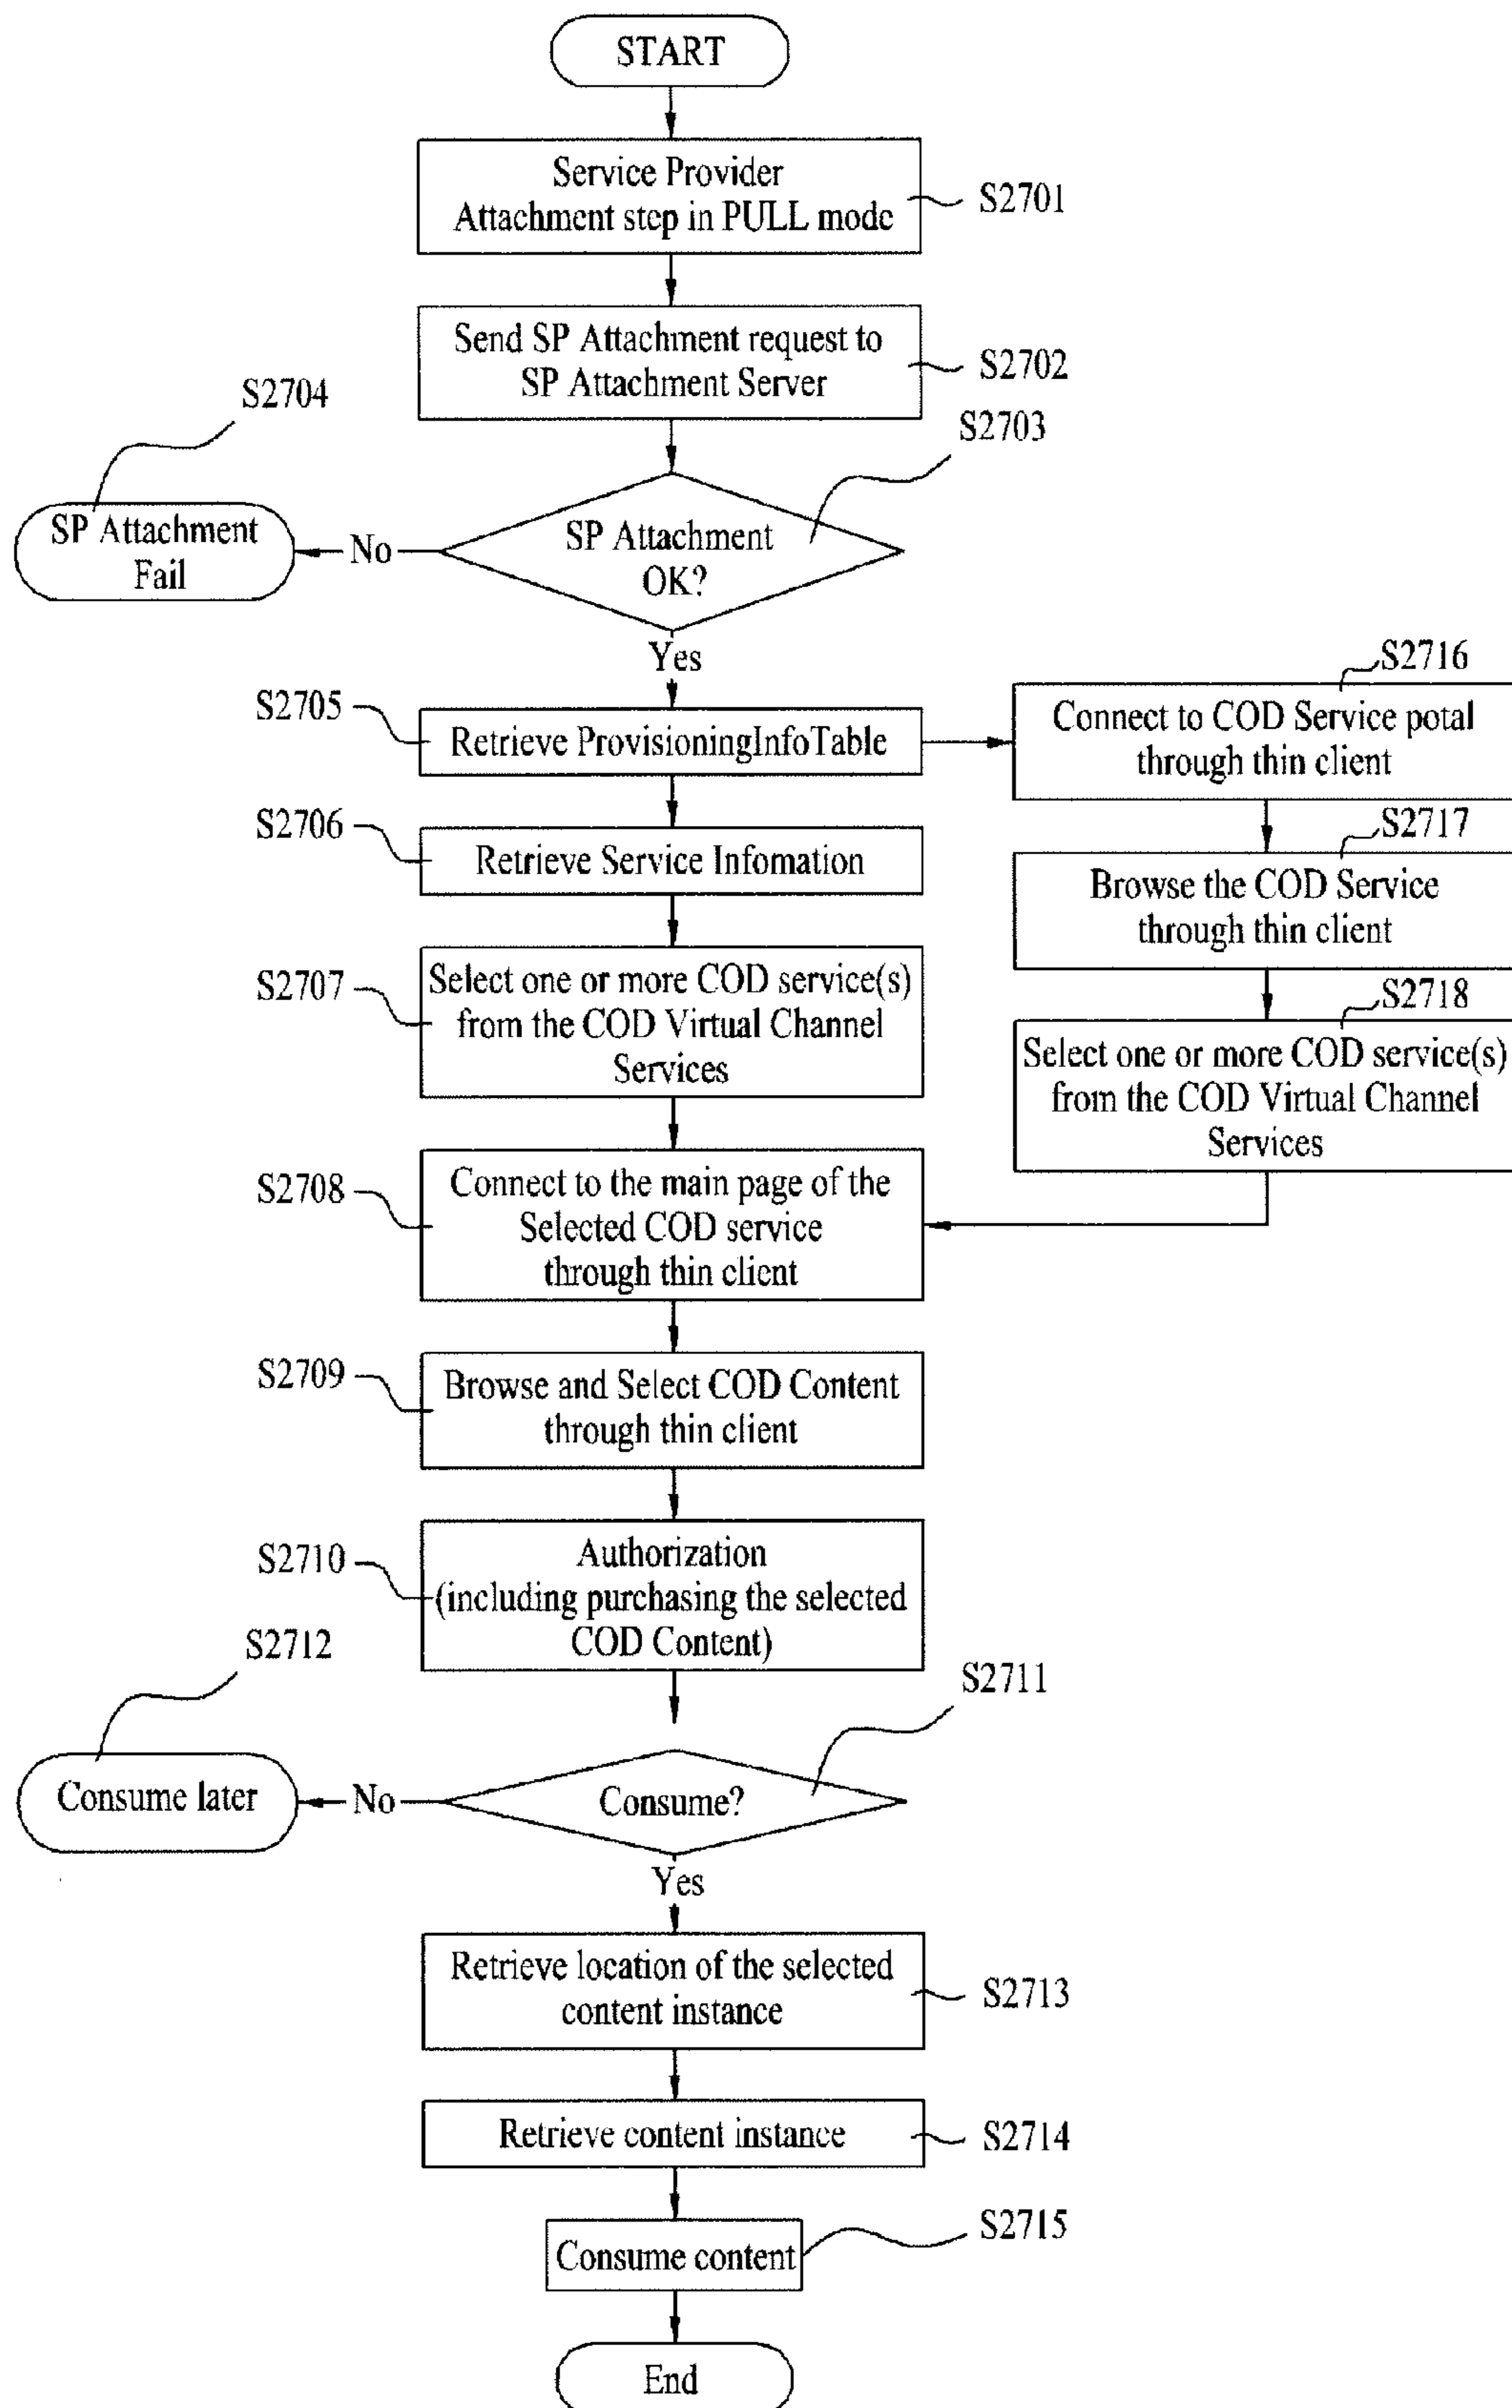 START
Service Provider
Attachment step in PULL mode
S2701
Send SP Attachment request to
SP Attachment Server
S2702
S2704
S2703
SP Attachment
Fail
No
SP Attachment
OK?
Yes
S2705
Retrieve ProvisioningInfoTable
S2716
Connect to COD Service potal
through thin client
S2706
Retrieve Service Infomation
S2717
Browse the COD Service
through thin client
S2707
Select one or more COD service(s)
from the COD Virtual Channel
Services
S2718
Select one or more COD service(s)
from the COD Virtual Channel
Services
S2708
Connect to the main page of the
Selected COD service
through thin client
S2709
Browse and Select COD Content
through thin client
S2710
Authorization
(including purchasing the selected
COD Content)
S2712
S2711
Consume later
No
Consume?
Yes
Retrieve location of the selected
content instance
S2713
Retrieve content instance
S2714
S2715
Consume content
End